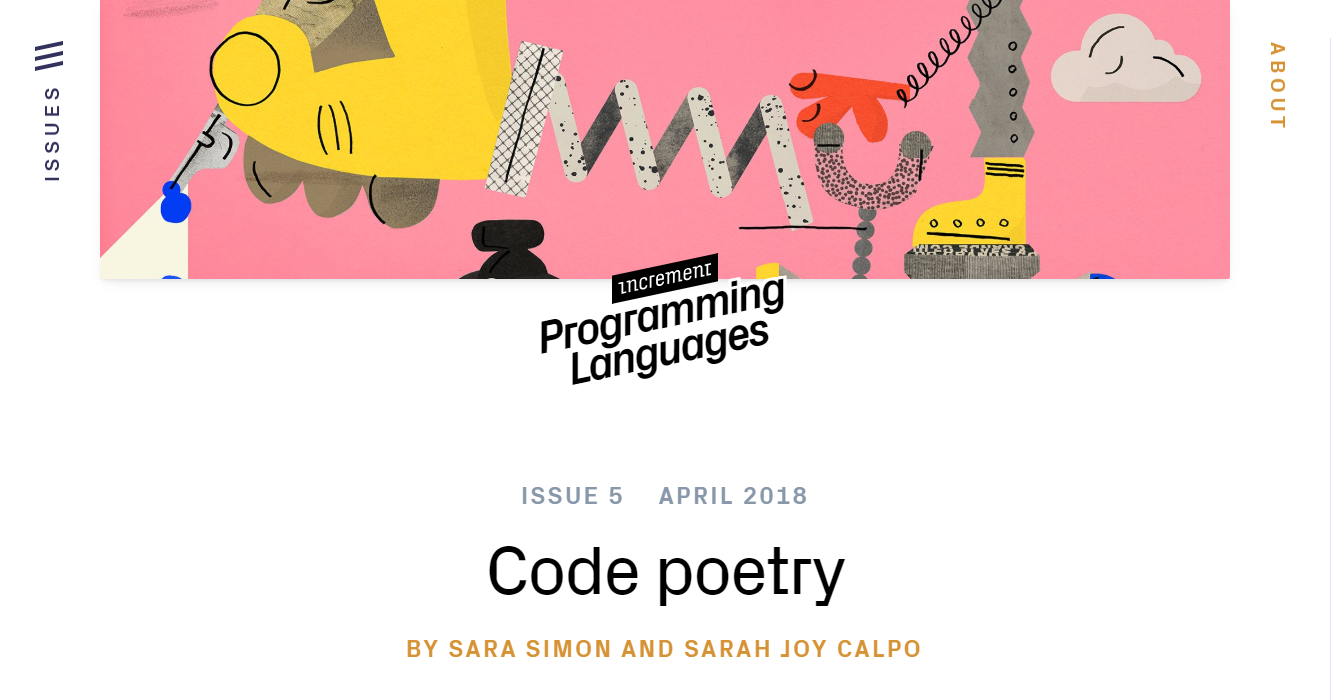 ISSUES
ABOUT
increment
Programming
Languages
ISSUE 5 APRIL 2018
Code poetry
BY SARA SIMON AND SARAH JOY CALPO